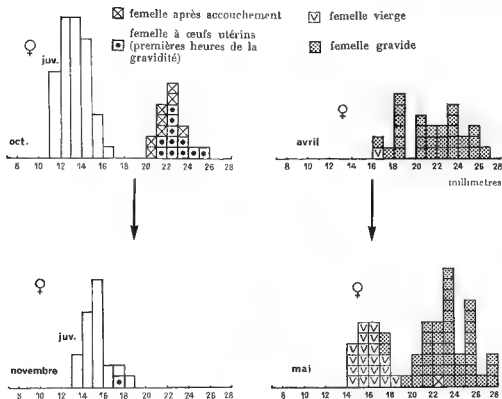 femelle après accouchement
femelle à œufs utérins
(premières heures de la
gravidité)
V femelle vierge
femelle gravide
♀
juv.
oct.
8 10 12 14 16 18 20 22 24 26 28
♀
avril
V
8 10 12 14 16 18 20 22 24 26 28
millimetres
♀
juv.
novembre
8 10 12 14 16 18 20 22 24 26 28
♀
mai
V V
V V V
V V V V
V V V V
V V V V V
8 10 12 14 16 18 20 22 24 26 28